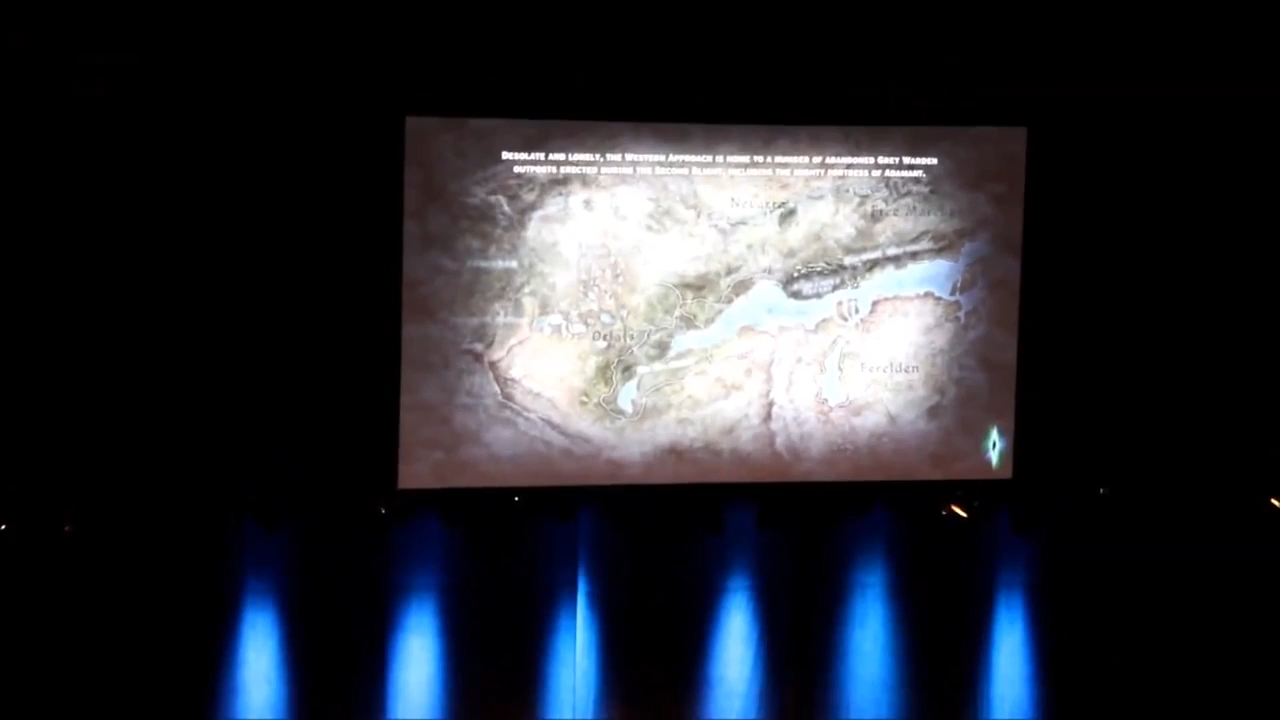 Desolate and lonely, the Western Approach is home to a number of abandoned Grey Warden
outposts erected during the Second Blight, including the mighty fortress of Adamant.
Nevarra
Free Marches
Orlais
Ferelden